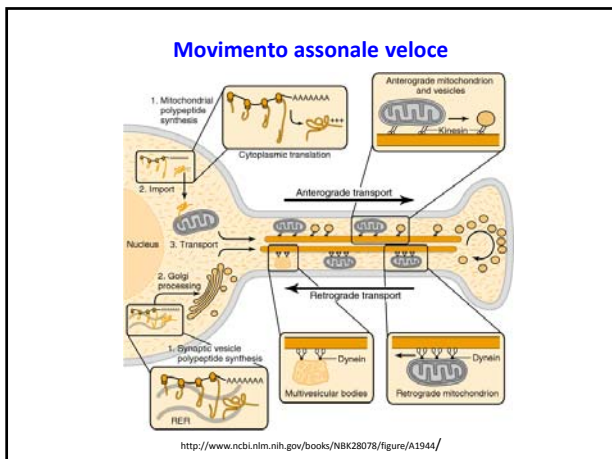 Movimento assonale veloce
1. Mitochondrial
polypeptide
synthesis
AAAAAAA
+++
Cytoplasmic translation
Anterograde mitochondrion
and vesicles
Kinesin
2. Import
Anterograde transport
Nucleus
3. Transport
2. Golgi
processing
Retrograde transport
1. Synaptic vesicle
polypeptide synthesis
AAAAAAA
RER
Dynein
Multivesicular bodies
Dynein
Retrograde mitochondrion
http://www.ncbi.nlm.nih.gov/books/NBK28078/figure/A1944/